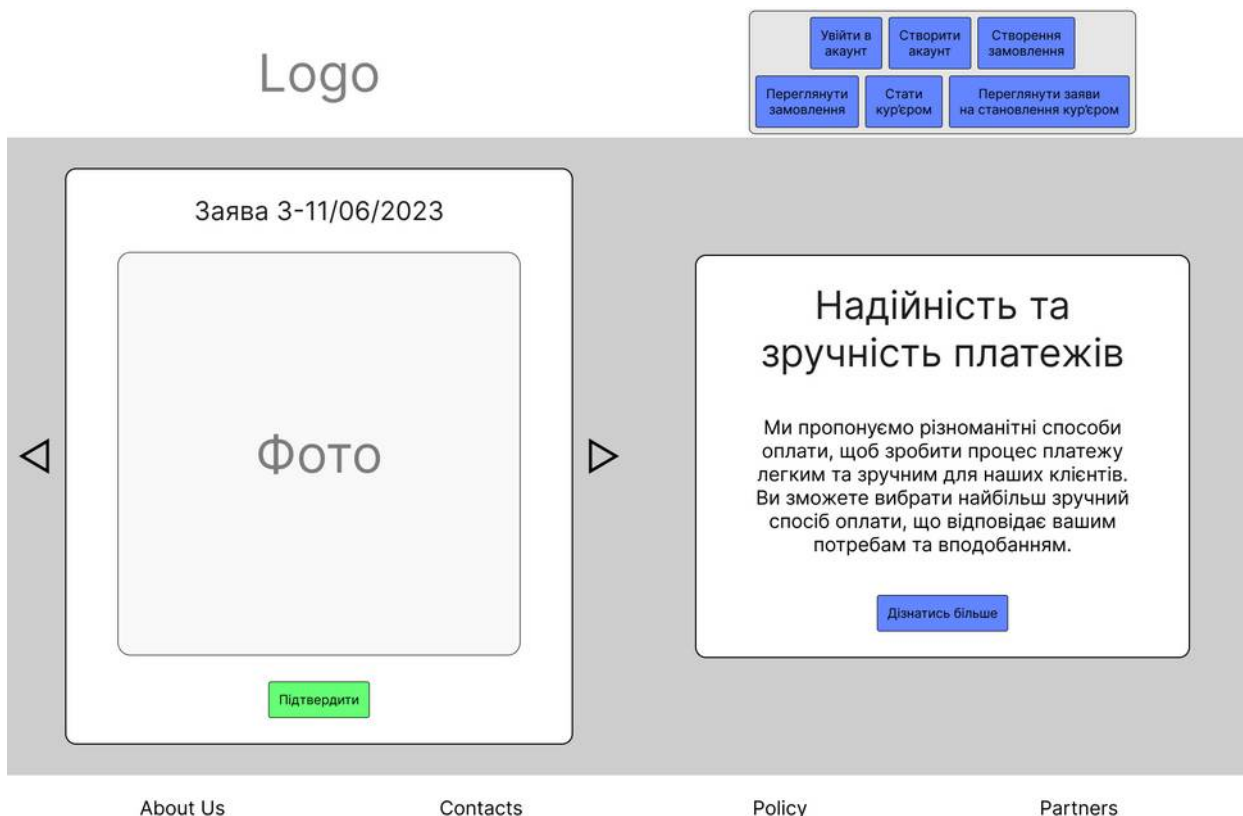 Logo
Увійти в
акаунт
Створити
акаунт
Створення
замовлення
Переглянути
замовлення
Стати
кур'єром
Переглянути заяви
на становлення кур'єром
Заява 3-11/06/2023
Фото
Підтвердити
Надійність та
зручність платежів
Ми пропонуємо різноманітні способи
оплати, щоб зробити процес платежу
легким та зручним для наших клієнтів.
Ви зможете вибрати найбільш зручний
спосіб оплати, що відповідає вашим
потребам та вподобанням.
Дізнатись більше
About Us
Contacts
Policy
Partners